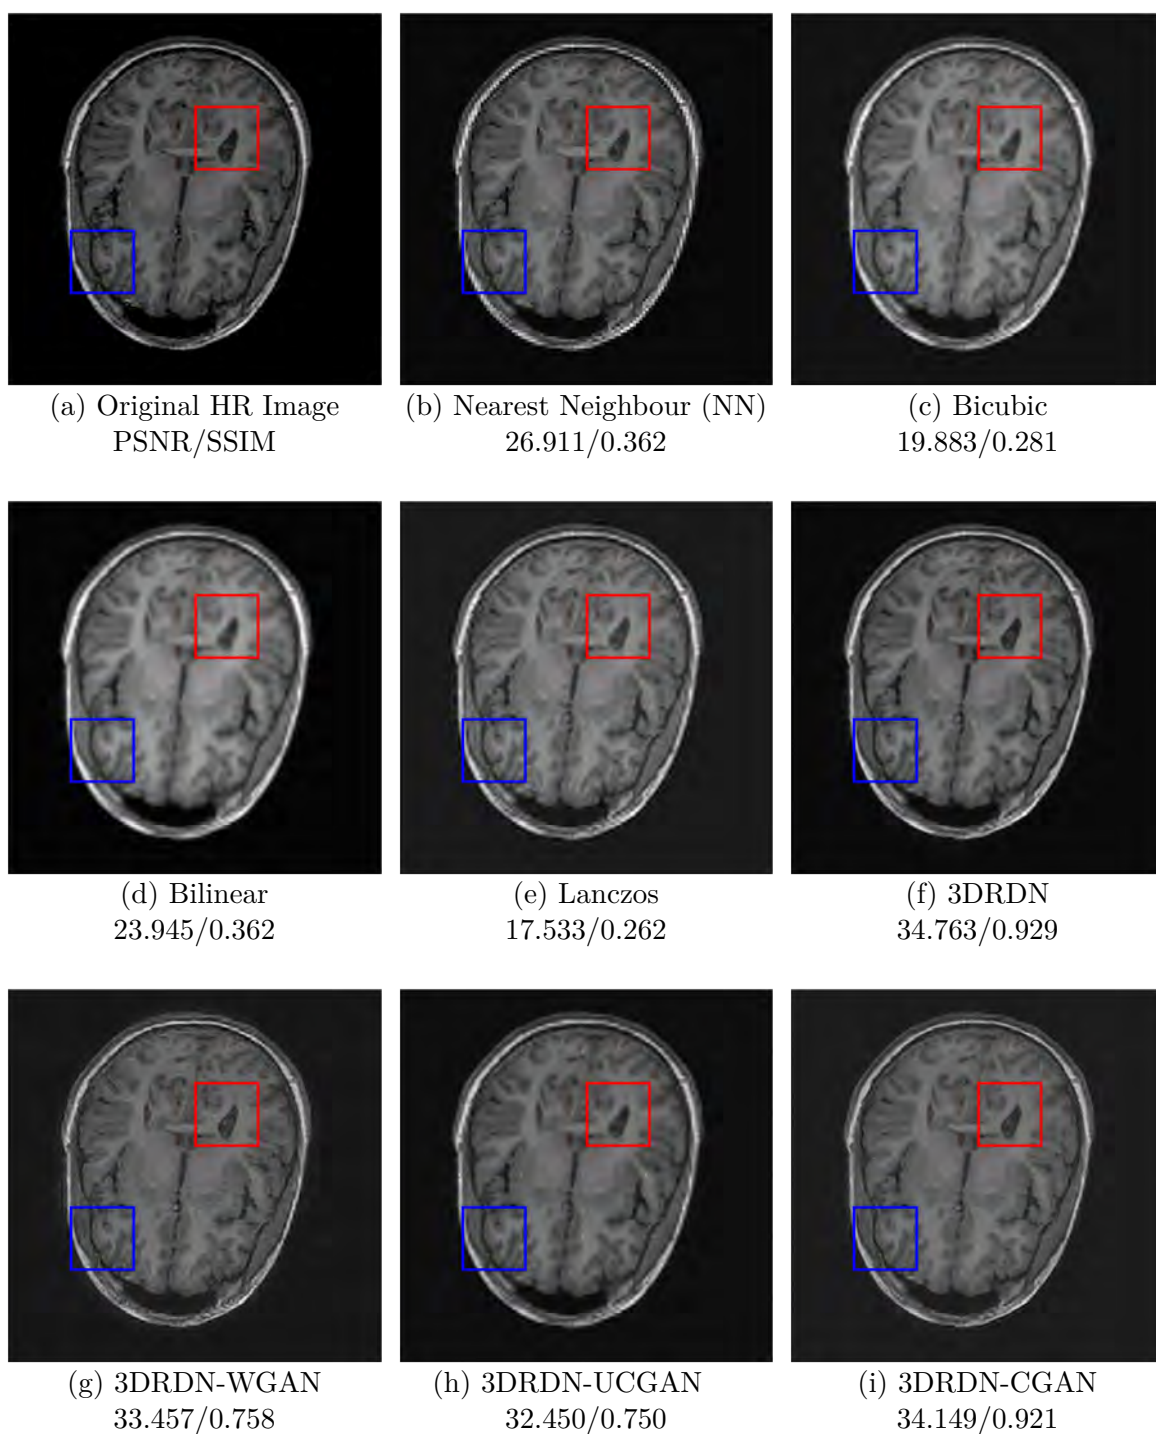 (a) Original HR Image
PSNR/SSIM
(b) Nearest Neighbour (NN)
26.911/0.362
(c) Bicubic
19.883/0.281
(d) Bilinear
23.945/0.362
(e) Lanczos
17.533/0.262
(f) 3DRDN
34.763/0.929
(g) 3DRDN-WGAN
33.457/0.758
(h) 3DRDN-UCGAN
32.450/0.750
(i) 3DRDN-CGAN
34.149/0.921